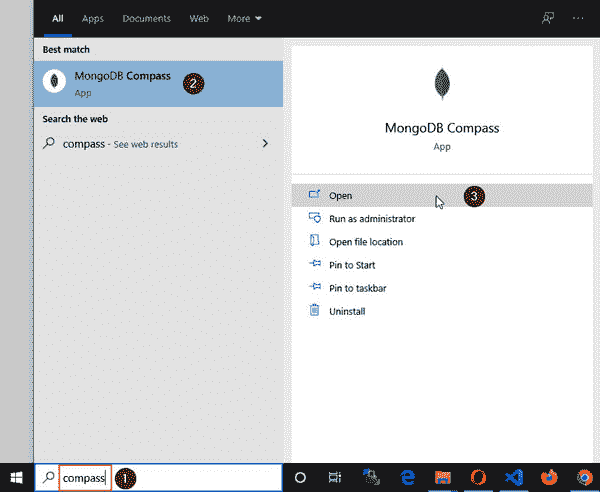 All Apps Documents Web More
Best match
MongoDB Compass
App
2
Search the web
compass - See web results
MongoDB Compass
App
Open
3
Run as administrator
Open file location
Pin to Start
Pin to taskbar
Uninstall
compass
1